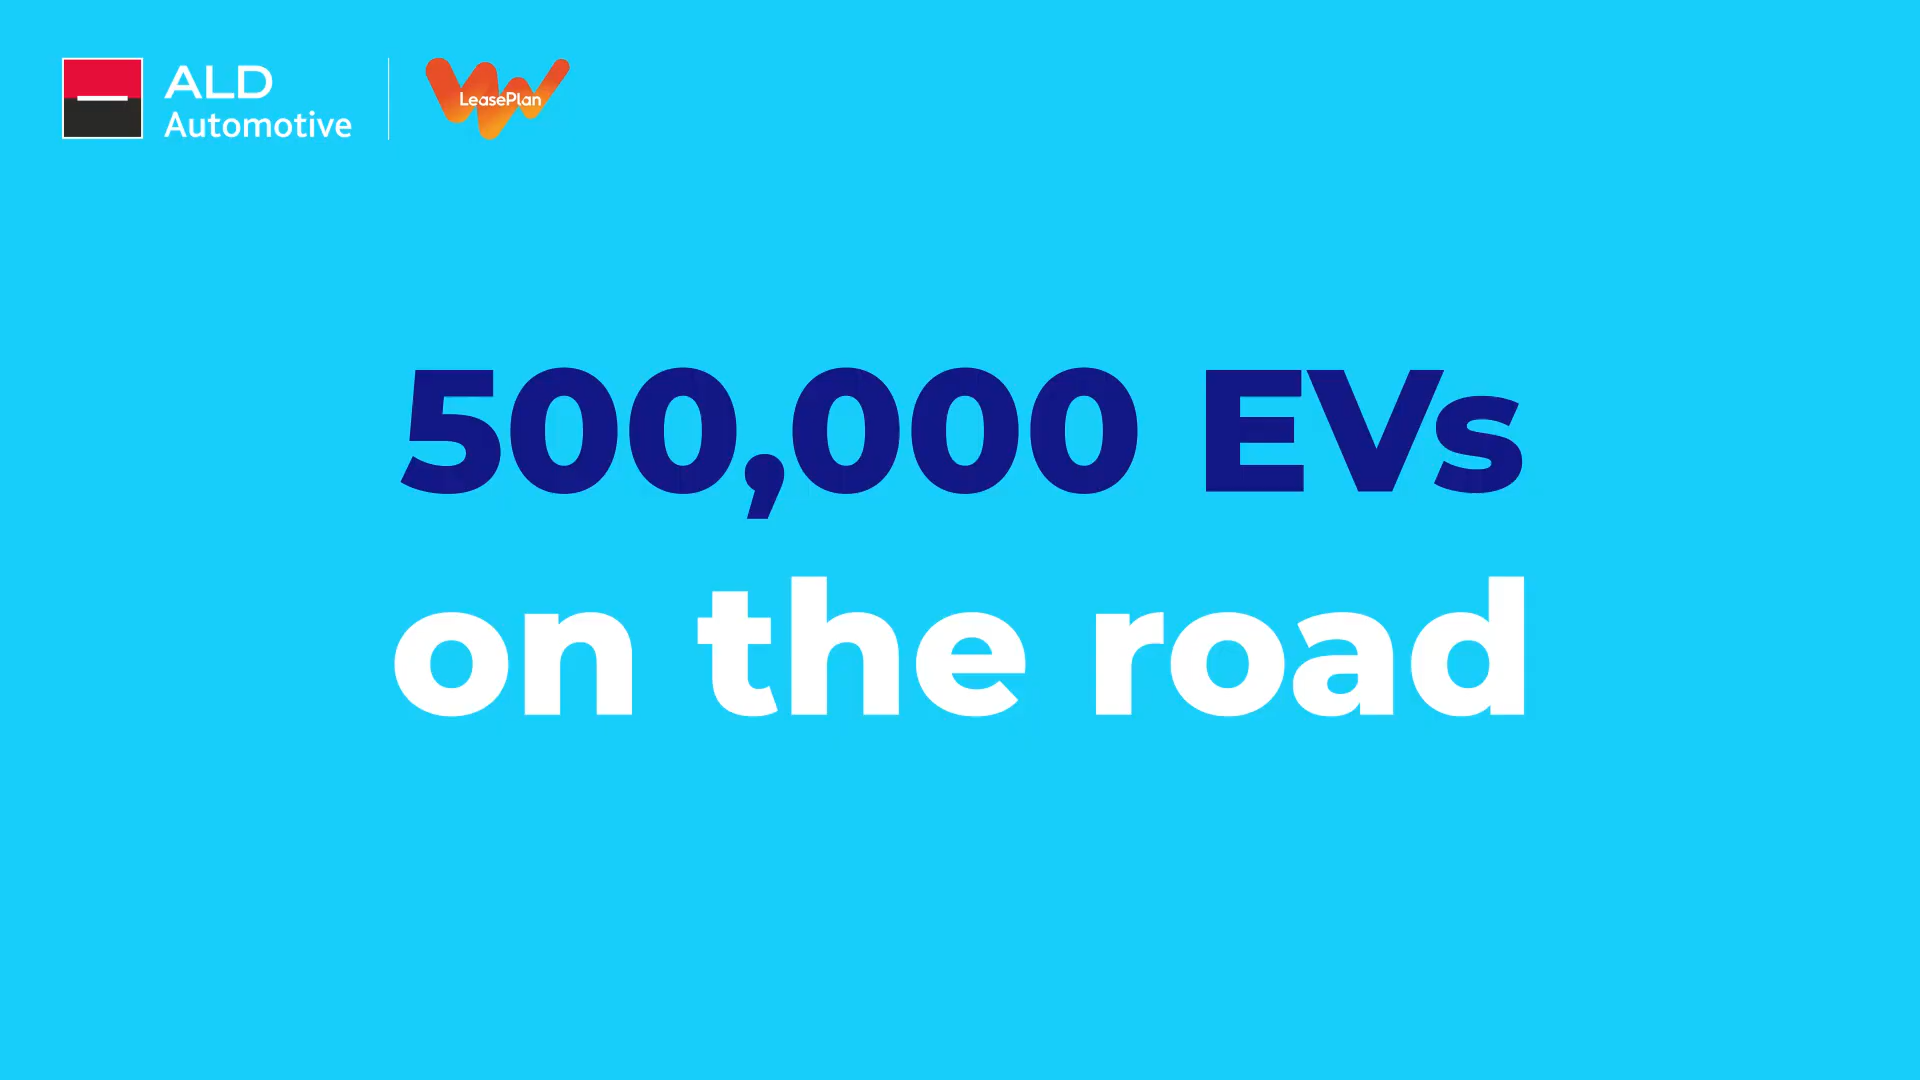 ALD
Automotive
LeasePlan
500,000 EVs
on the road